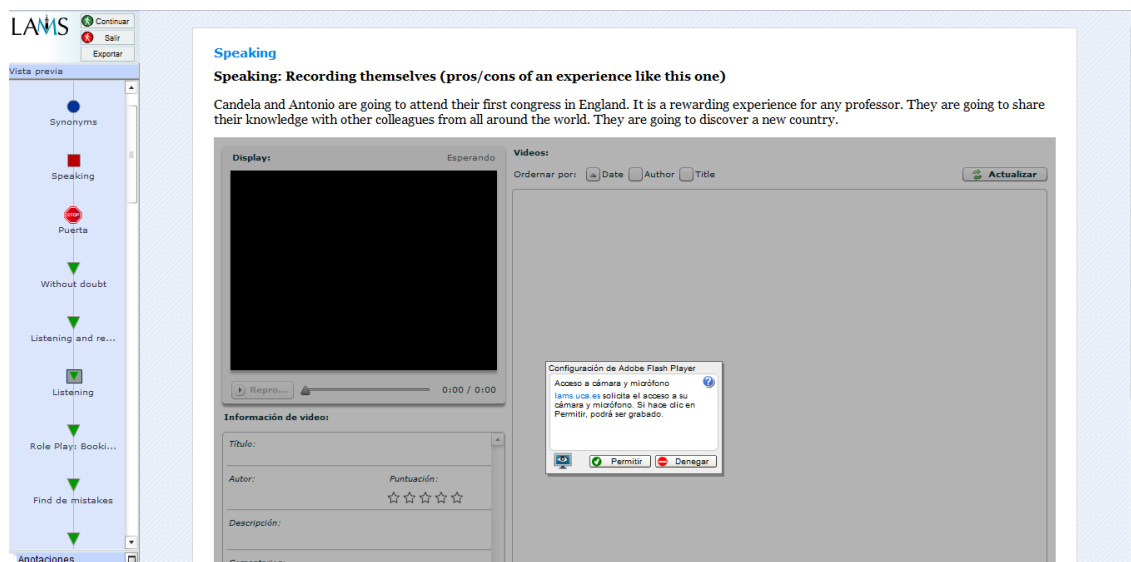 LAMS
Continuar
Salir
Exportar
Vista previa
Synonyms
Speaking
STOP
Puerta
Without doubt
Listening and re...
Listening
Role Play: Booki...
Find de mistakes
Anotaciones
Speaking
Speaking: Recording themselves (pros/cons of an experience like this one)
Candela and Antonio are going to attend their first congress in England. It is a rewarding experience for any professor. They are going to share
their knowledge with other colleagues from all around the world. They are going to discover a new country.
Display: Esperando
Repro... 0:00 / 0:00
Información de video:
Título:
Autor: Puntuación:
Descripción:
Videos:
Ordernar por: Date Author Title
Actualizar
Configuración de Adobe Flash Player
Acceso a cámara y micrófono
lams.uca.es solicita el acceso a su
cámara y micrófono. Si hace clic en
Permitir, podrá ser grabado.
Permitir Denegar